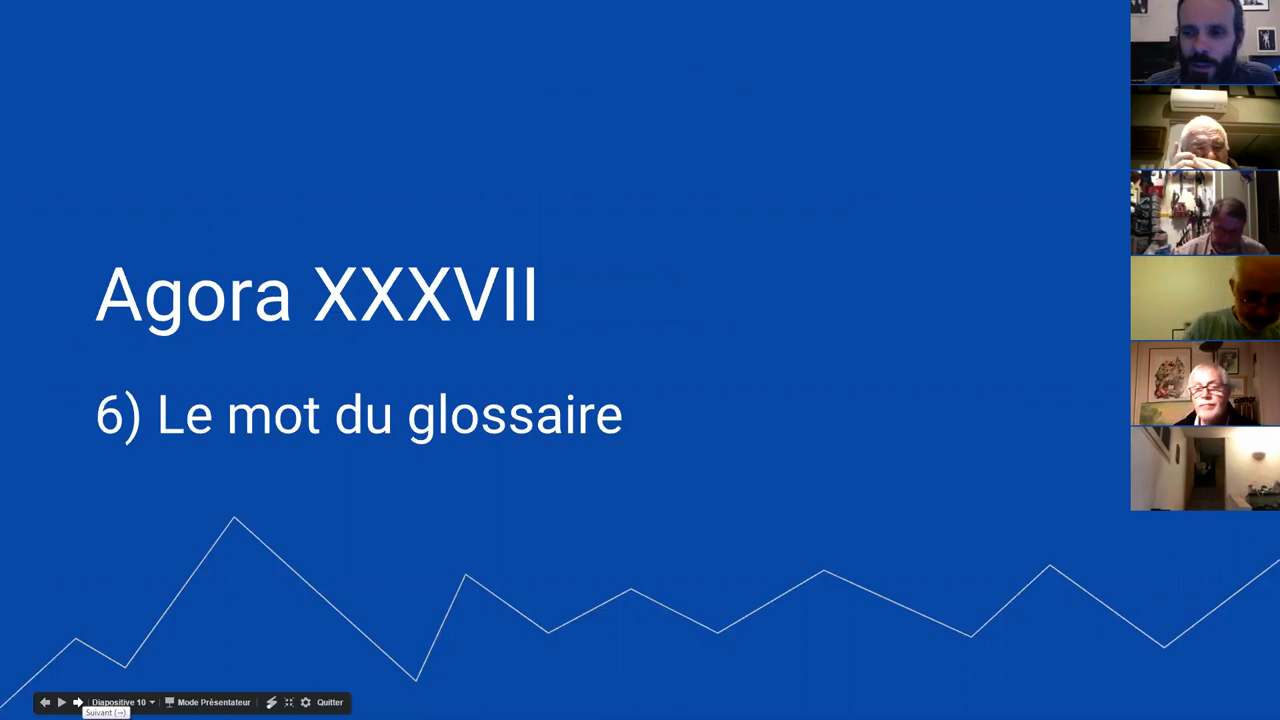 Agora XXXVII
6) Le mot du glossaire
Diapositive 10
Mode Présentateur
Quitter
Suivant (→)